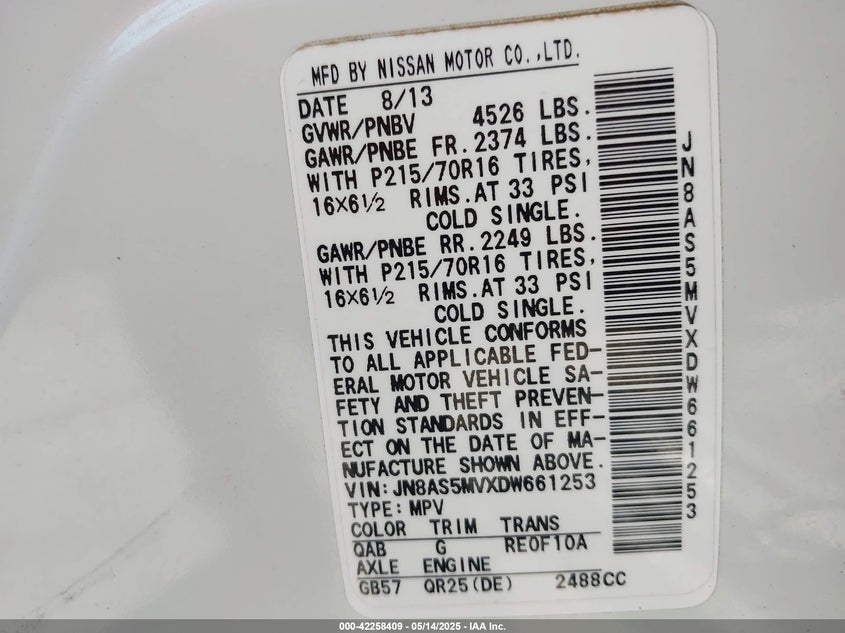 MFD BY NISSAN MOTOR CO.,LTD.
DATE 8/13
GVWR/PNBV 4526 LBS.
GAWR/PNBE FR. 2374 LBS.
WITH P215/70R16 TIRES,
16X6½ RIMS. AT 33 PSI
COLD SINGLE.
GAWR/PNBE RR. 2249 LBS.
WITH P215/70R16 TIRES,
16X6½ RIMS. AT 33 PSI
COLD SINGLE.
THIS VEHICLE CONFORMS
TO ALL APPLICABLE FED-
ERAL MOTOR VEHICLE SA-
FETY AND THEFT PREVEN-
TION STANDARDS IN EFF-
ECT ON THE DATE OF MA-
NUFACTURE SHOWN ABOVE.
VIN: JN8AS5MVXDW661253
TYPE: MPV
COLOR TRIM TRANS
QAB G RE0F10A
AXLE ENGINE
GB57 QR25(DE) 2488CC
JN8AS5MVXDW661253
000-42258409 - 05/14/2025 - IAA Inc.